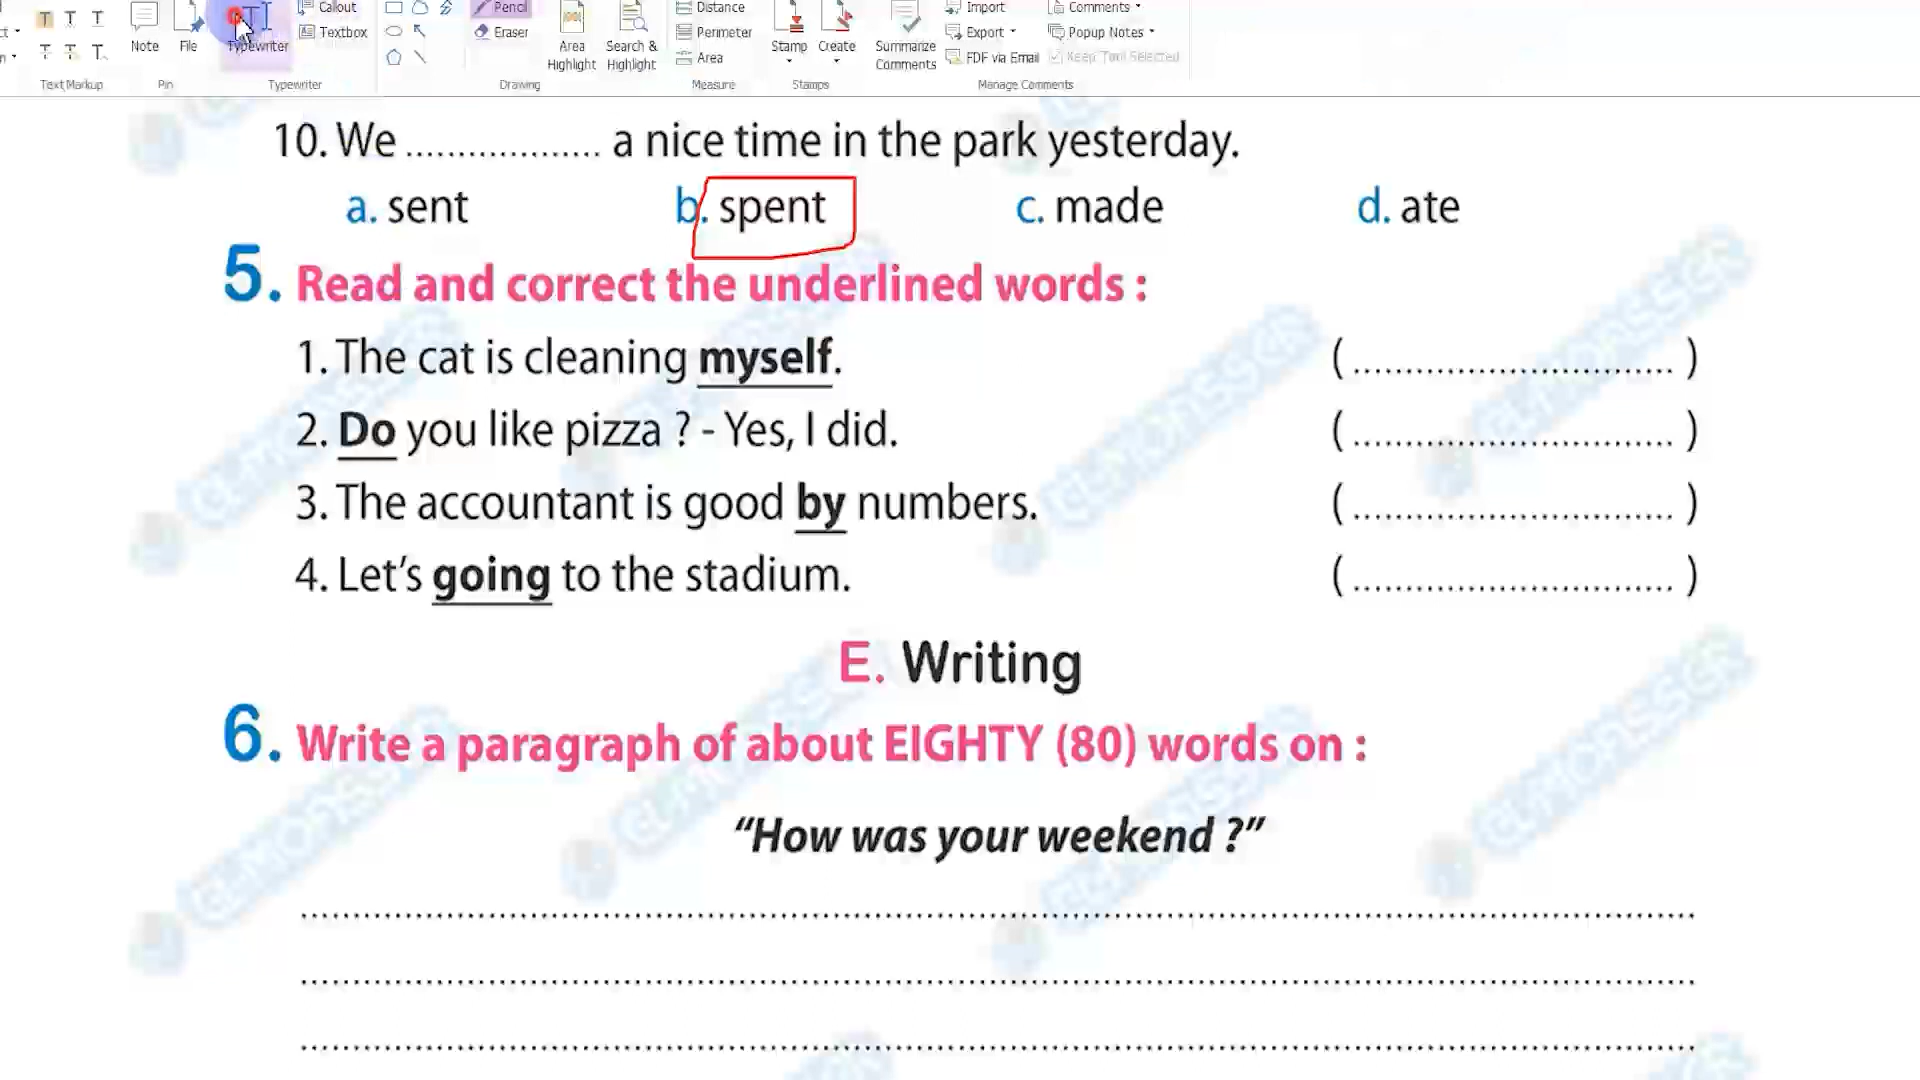 Callout
Distance
Import
Comments
Pencil
Note
File
Typewriter
Textbox
Eraser
Area
Highlight
Search &
Highlight
Perimeter
Area
Stamp
Create
Summarize
Comments
Export
Popup Notes
FDF via Email
Keep Tool Selected
Text Markup
Pin
Typewriter
Drawing
Measure
Stamps
Manage Comments
10. We ................... a nice time in the park yesterday.
a. sent b. spent c. made d. ate
5. Read and correct the underlined words :
1. The cat is cleaning myself. (...............................)
2. Do you like pizza ? - Yes, I did. (...............................)
3. The accountant is good by numbers. (...............................)
4. Let's going to the stadium. (...............................)
E. Writing
6. Write a paragraph of about EIGHTY (80) words on :
"How was your weekend ?"